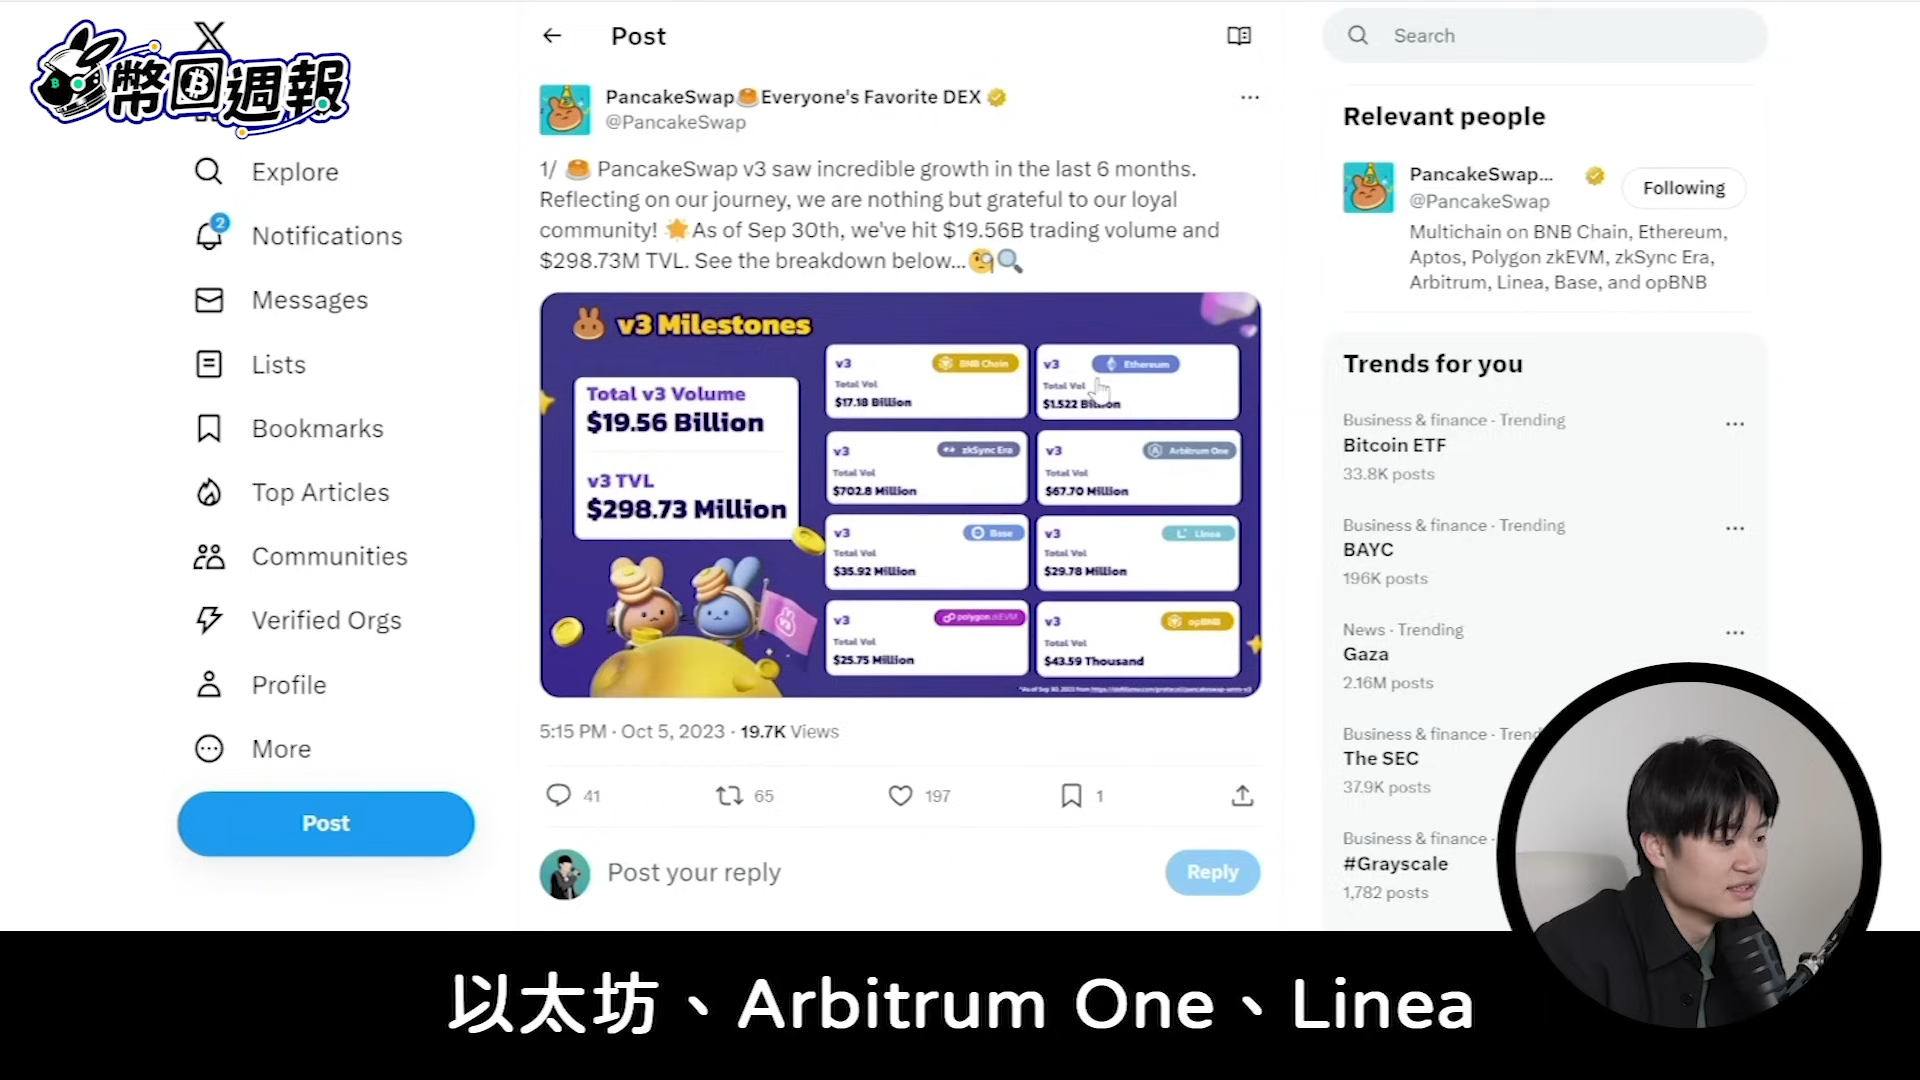 幣回週報
Explore
Notifications
2
Messages
Lists
Bookmarks
Top Articles
Communities
Verified Orgs
Profile
More
Post
Post
PancakeSwap🥞Everyone's Favorite DEX
@PancakeSwap
1/ 🥞 PancakeSwap v3 saw incredible growth in the last 6 months.
Reflecting on our journey, we are nothing but grateful to our loyal
community! 🌟As of Sep 30th, we've hit $19.56B trading volume and
$298.73M TVL. See the breakdown below...🧐🔍
v3 Milestones
Total v3 Volume
$19.56 Billion
v3 TVL
$298.73 Million
v3 BNB Chain
Total Vol
$17.18 Billion
v3 Ethereum
Total Vol
$1.522 Billion
v3 zkSync Era
Total Vol
$702.8 Million
v3 Arbitrum One
Total Vol
$67.70 Million
v3 Base
Total Vol
$35.92 Million
v3 Linea
Total Vol
$29.78 Million
v3 polygon zkEVM
Total Vol
$25.75 Million
v3 opBNB
Total Vol
$43.59 Thousand
5:15 PM · Oct 5, 2023 · 19.7K Views
41 65 197 1
Post your reply
Reply
Search
Relevant people
PancakeSwap...
@PancakeSwap
Following
Multichain on BNB Chain, Ethereum,
Aptos, Polygon zkEVM, zkSync Era,
Arbitrum, Linea, Base, and opBNB
Trends for you
Business & finance · Trending
Bitcoin ETF
33.8K posts
Business & finance · Trending
BAYC
196K posts
News · Trending
Gaza
2.16M posts
Business & finance · Trend
The SEC
37.9K posts
Business & finance ·
#Grayscale
1,782 posts
以太坊、Arbitrum One、Linea